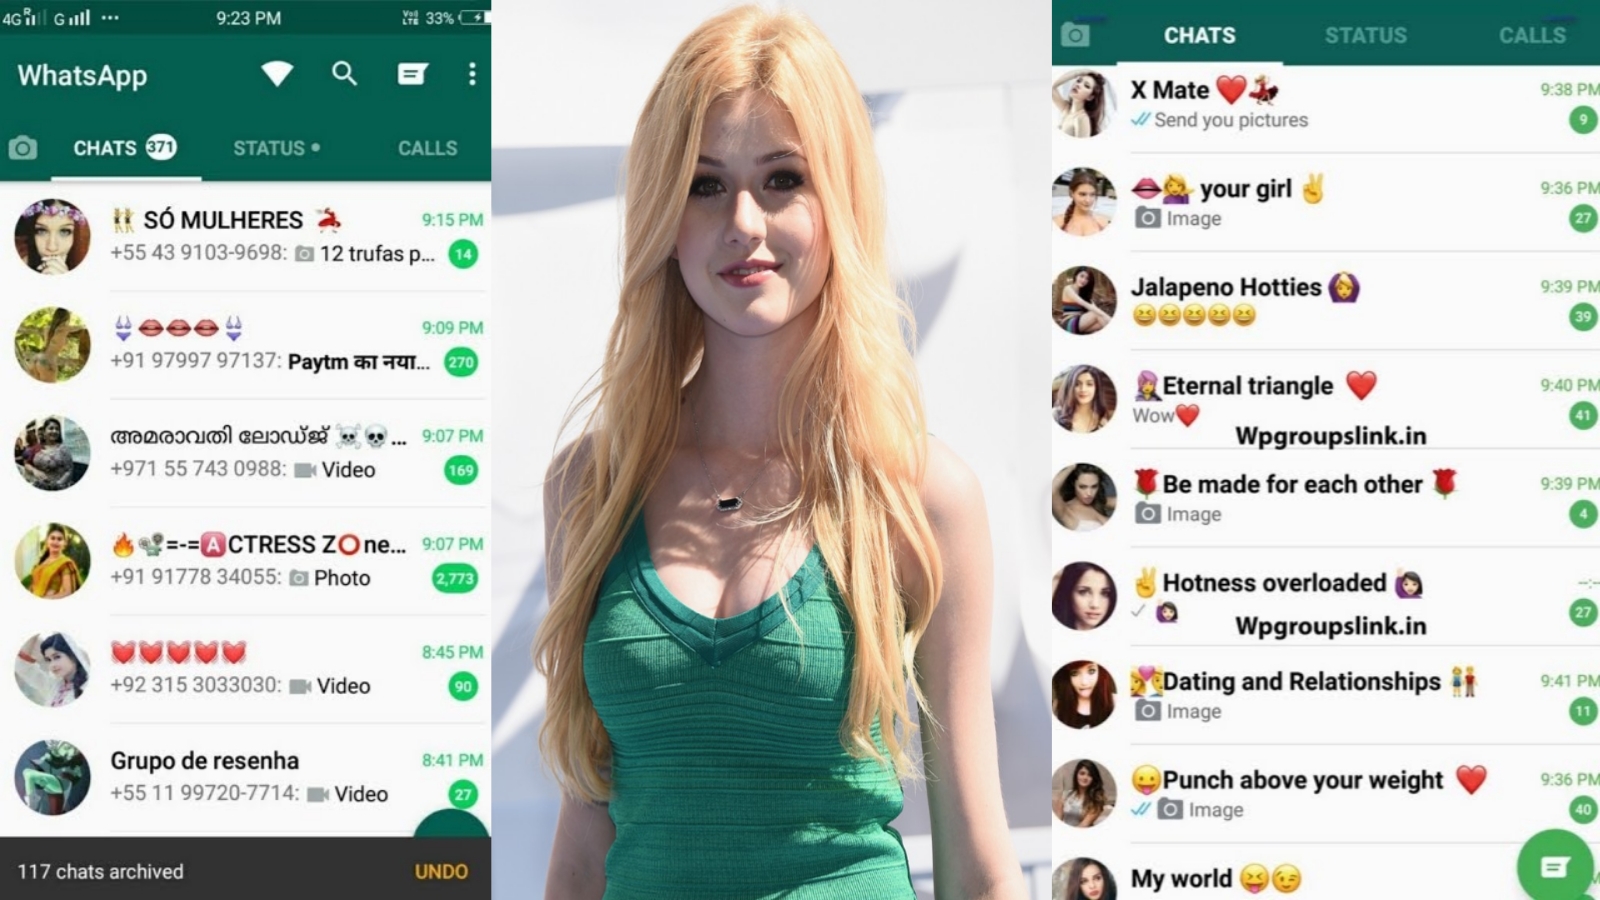 4G R G 9:23 PM VoI) LTE 33%
WhatsApp
CHATS 371 STATUS CALLS
SÓ MULHERES 9:15 PM
+55 43 9103-9698: 12 trufas p... 14
9:09 PM
+91 97997 97137: Paytm का नया... 270
അമരാവതി ലോഡ്ജ് ... 9:07 PM
+971 55 743 0988: Video 169
🔥📽=-=🅰CTRESS Z⭕ne... 9:07 PM
+91 91778 34055: Photo 2,773
8:45 PM
+92 315 3033030: Video 90
Grupo de resenha 8:41 PM
+55 11 99720-7714: Video 27
117 chats archived UNDO
CHATS STATUS CALLS
X Mate 9:38 PM
Send you pictures 9
your girl 9:36 PM
Image 27
Jalapeno Hotties 9:39 PM
39
Eternal triangle 9:40 PM
Wow 41
Wpgroupslink.in
Be made for each other 9:39 PM
Image 4
Hotness overloaded --:-
27
Wpgroupslink.in
Dating and Relationships 9:41 PM
Image 11
Punch above your weight 9:36 PM
Image 40
My world